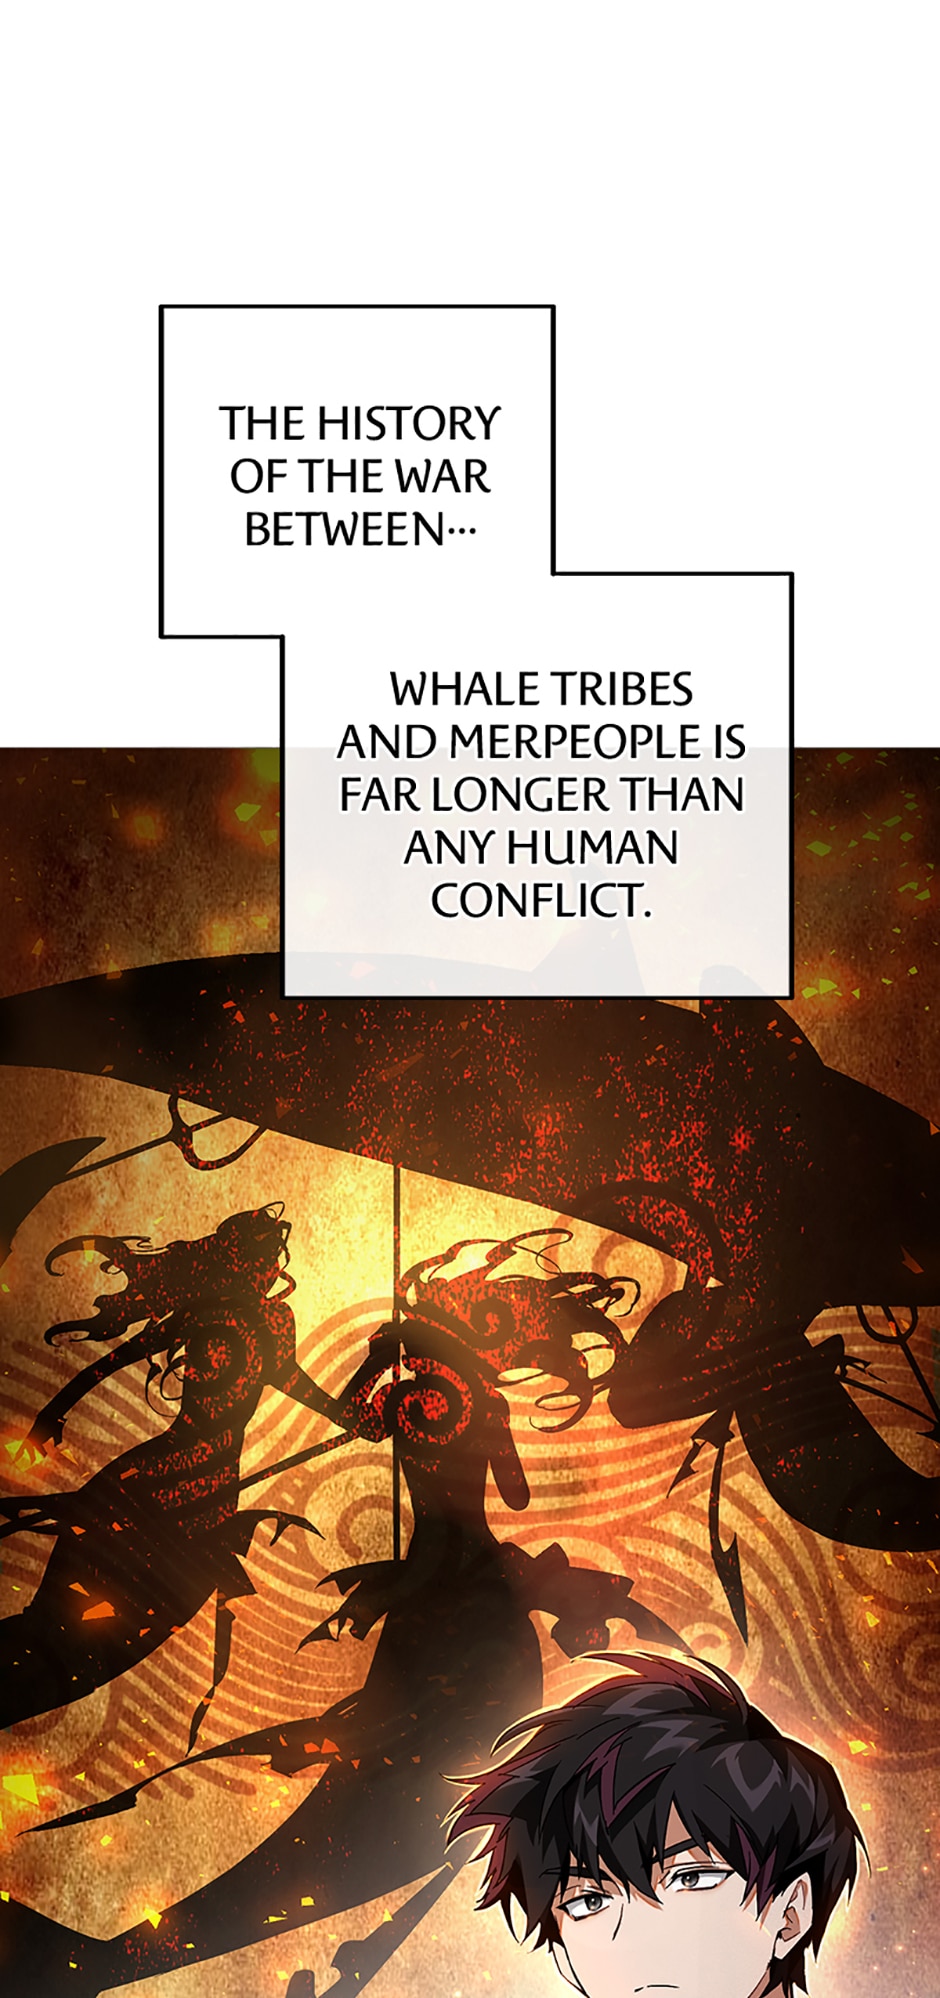 THE HISTORY
OF THE WAR
BETWEEN···
WHALE TRIBES
AND MERPEOPLE IS
FAR LONGER THAN
ANY HUMAN
CONFLICT.